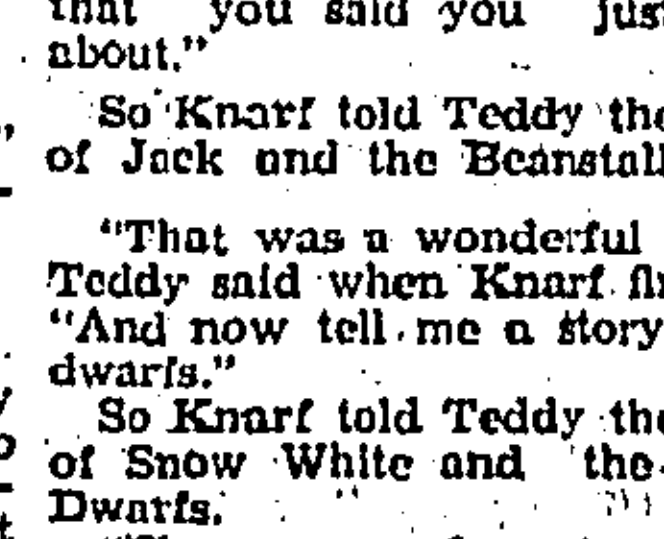 that you said you just
about."
So Knarf told Teddy the
of Jack and the Beanstall
"That was a wonderful
Teddy said when Knarf fin
"And now tell me a story
dwarfs."
So Knarf told Teddy the
of Snow White and the
Dwarfs.